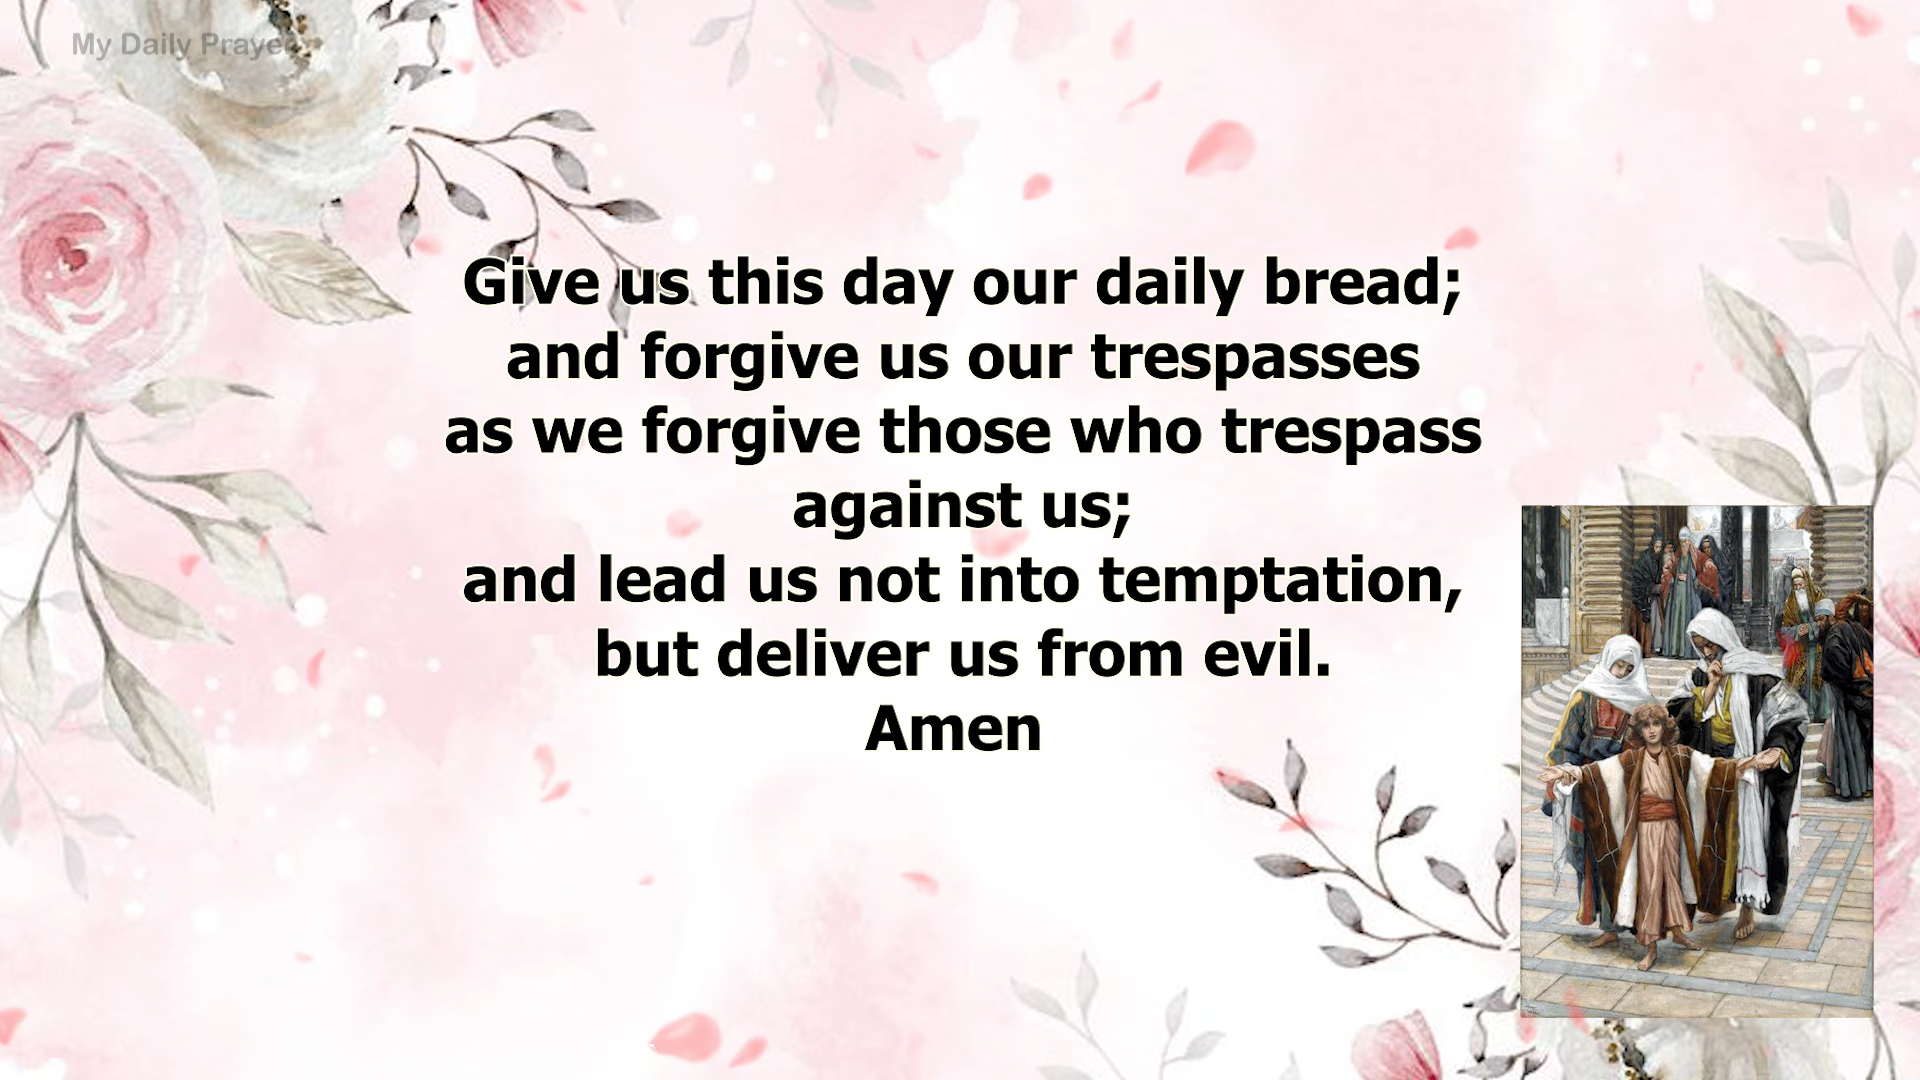 My Daily Prayer
Give us this day our daily bread;
and forgive us our trespasses
as we forgive those who trespass
against us;
and lead us not into temptation,
but deliver us from evil.
Amen